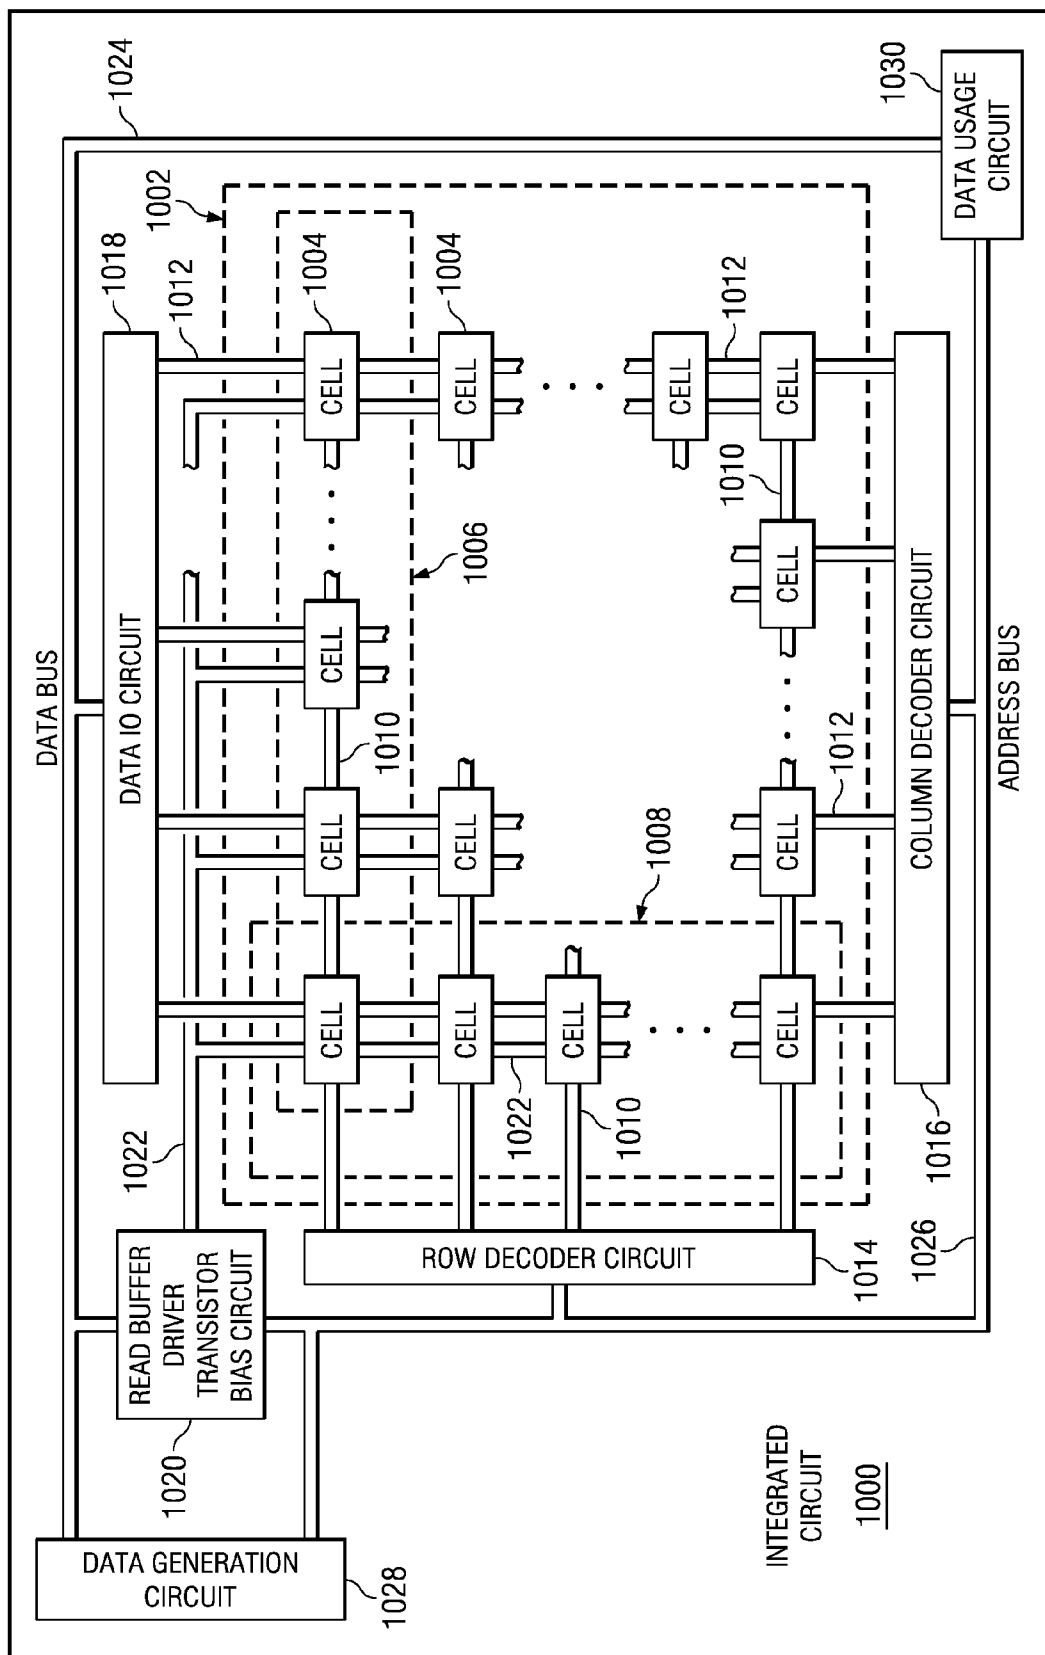 DATA BUS
1024
DATA GENERATION
CIRCUIT
1028
READ BUFFER
DRIVER
TRANSISTOR
BIAS CIRCUIT
1020
1022
DATA IO CIRCUIT
1018
1002
1012
1004
CELL
CELL
CELL
CELL
1010
1004
CELL
CELL
CELL
1006
1022
CELL
1010
1008
CELL
1012
1010
CELL
CELL
CELL
CELL
1012
ROW DECODER CIRCUIT
1014
INTEGRATED
CIRCUIT
1000
COLUMN DECODER CIRCUIT
1016
1026
1030
DATA USAGE
CIRCUIT
ADDRESS BUS